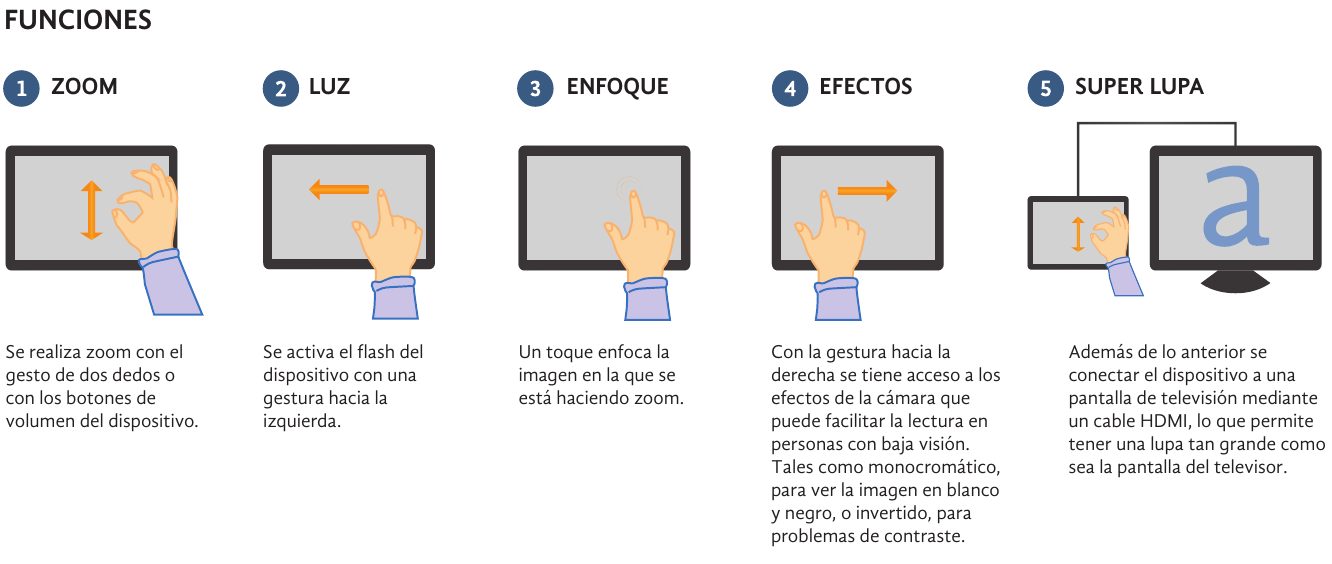 FUNCIONES
1 ZOOM
Se realiza zoom con el
gesto de dos dedos o
con los botones de
volumen del dispositivo.
2 LUZ
Se activa el flash del
dispositivo con una
gestura hacia la
izquierda.
3 ENFOQUE
Un toque enfoca la
imagen en la que se
está haciendo zoom.
4 EFECTOS
Con la gestura hacia la
derecha se tiene acceso a los
efectos de la cámara que
puede facilitar la lectura en
personas con baja visión.
Tales como monocromático,
para ver la imagen en blanco
y negro, o invertido, para
problemas de contraste.
5 SUPER LUPA
a
Además de lo anterior se
conectar el dispositivo a una
pantalla de televisión mediante
un cable HDMI, lo que permite
tener una lupa tan grande como
sea la pantalla del televisor.